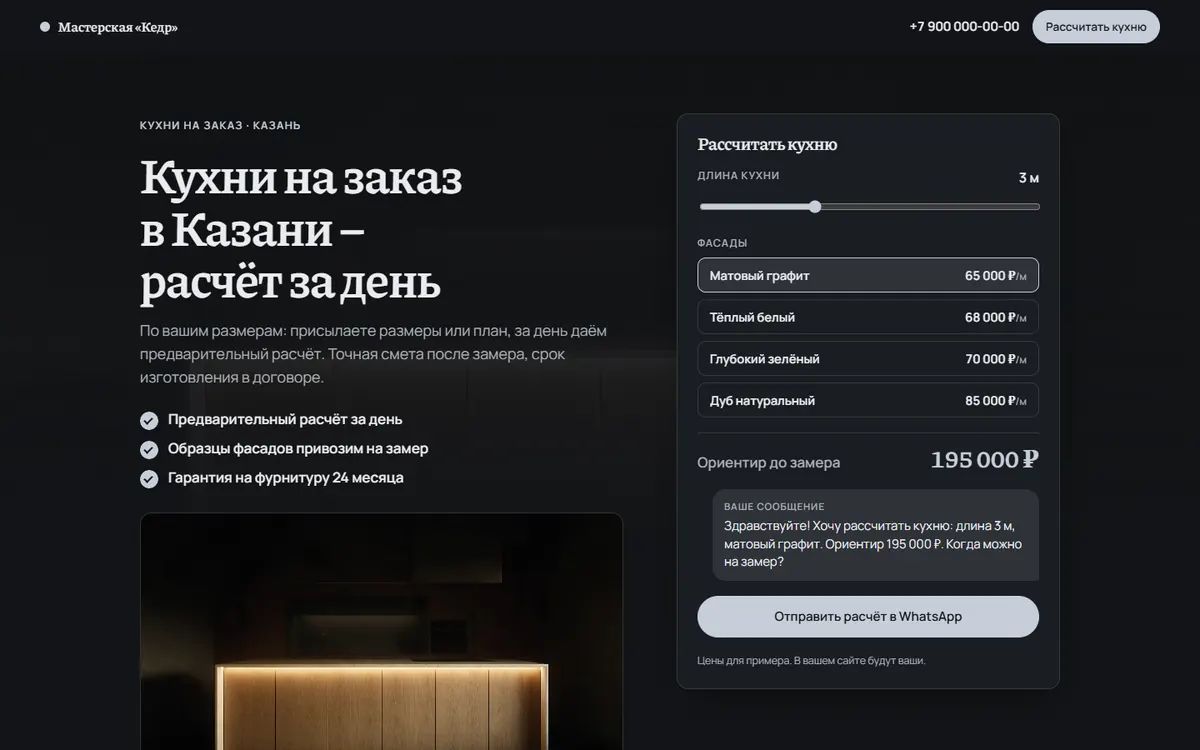 Мастерская «Кедр»
+7 900 000-00-00
Рассчитать кухню
КУХНИ НА ЗАКАЗ · КАЗАНЬ
Кухни на заказ
в Казани –
расчёт за день
По вашим размерам: присылаете размеры или план, за день даём
предварительный расчёт. Точная смета после замера, срок
изготовления в договоре.
Предварительный расчёт за день
Образцы фасадов привозим на замер
Гарантия на фурнитуру 24 месяца
Рассчитать кухню
ДЛИНА КУХНИ
3 м
ФАСАДЫ
Матовый графит 65 000 ₽/м
Тёплый белый 68 000 ₽/м
Глубокий зелёный 70 000 ₽/м
Дуб натуральный 85 000 ₽/м
Ориентир до замера 195 000 ₽
ВАШЕ СООБЩЕНИЕ
Здравствуйте! Хочу рассчитать кухню: длина 3 м,
матовый графит. Ориентир 195 000 ₽. Когда можно
на замер?
Отправить расчёт в WhatsApp
Цены для примера. В вашем сайте будут ваши.